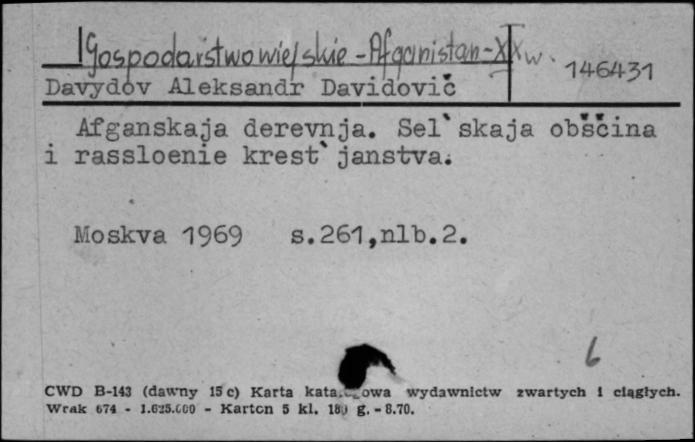 Gospodarstwo wiejskie - Afganistan - XX w.
146431
Davydov Aleksandr Davidovič
Afganskaja derevnja. Sel`skaja obščina
i rassloenie krest`janstva.
Moskva 1969 s.261,nlb.2.
6
CWD B-143 (dawny 15 c) Karta wydawnictw zwartych i ciągłych.
Wrak 674 - 1.625.000 - Karton 5 kl. g. - 8.70.